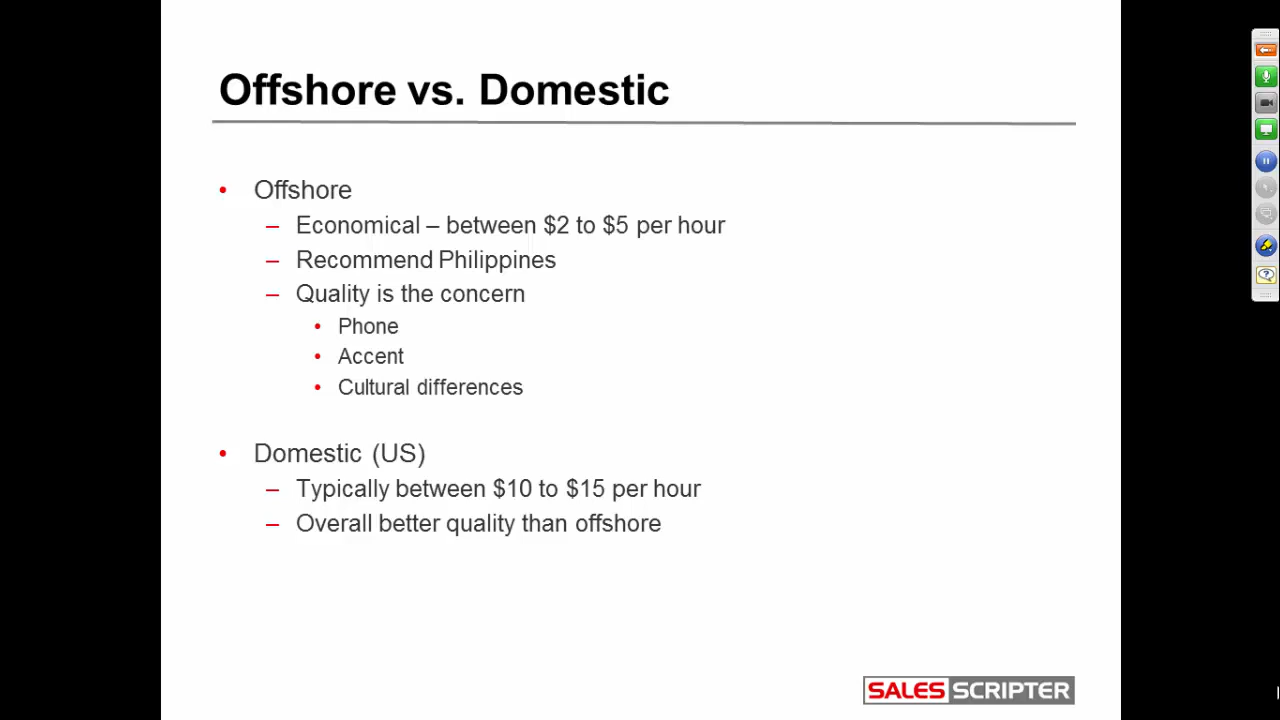 Offshore vs. Domestic
• Offshore
– Economical – between $2 to $5 per hour
– Recommend Philippines
– Quality is the concern
• Phone
• Accent
• Cultural differences
• Domestic (US)
– Typically between $10 to $15 per hour
– Overall better quality than offshore
SALES SCRIPTER